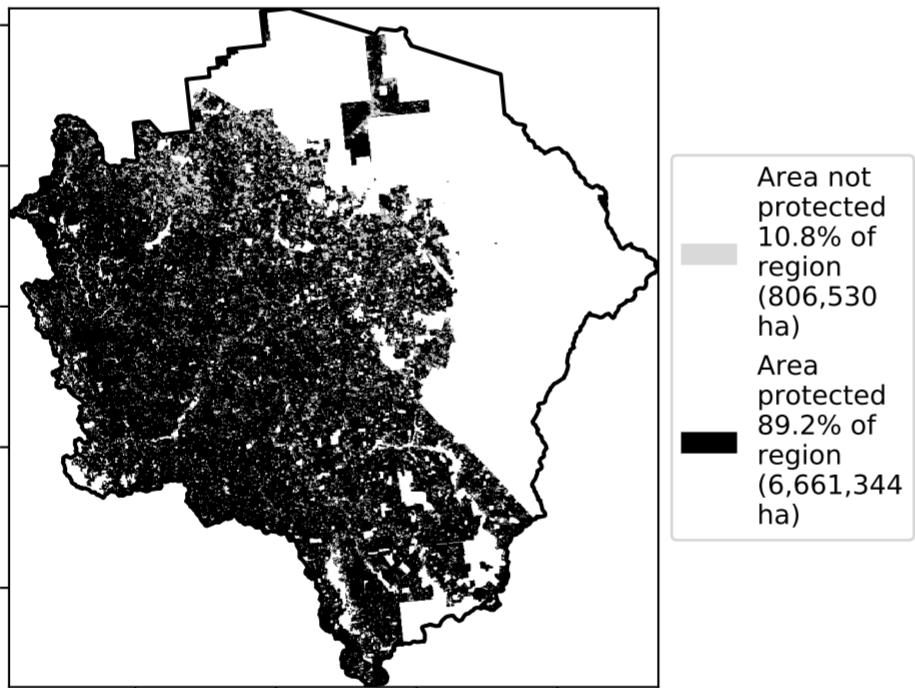 Area not
protected
10.8% of
region
(806,530
ha)
Area
protected
89.2% of
region
(6,661,344
ha)